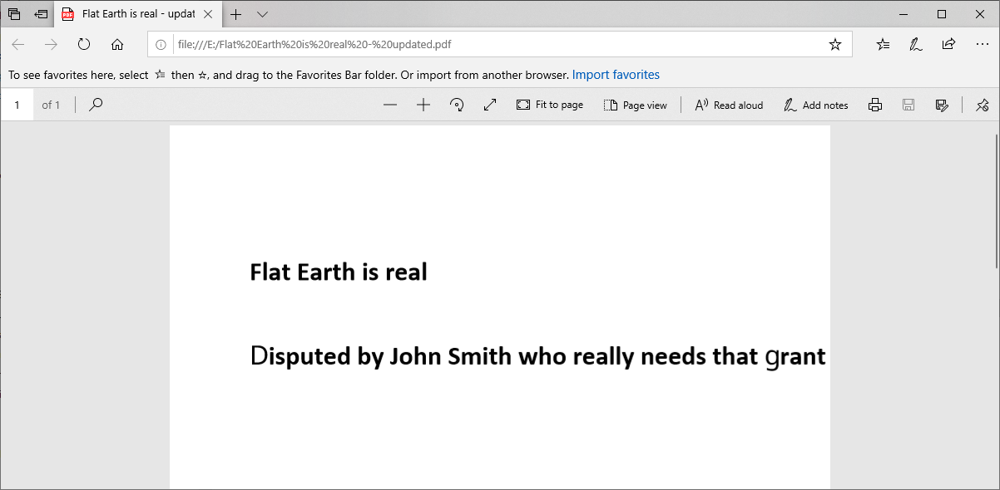 Flat Earth is real - updat
file:///E:/Flat%20Earth%20is%20real%20-%20updated.pdf
To see favorites here, select then ☆, and drag to the Favorites Bar folder. Or import from another browser. Import favorites
1 of 1 Fit to page Page view A Read aloud Add notes
Flat Earth is real
Disputed by John Smith who really needs that grant